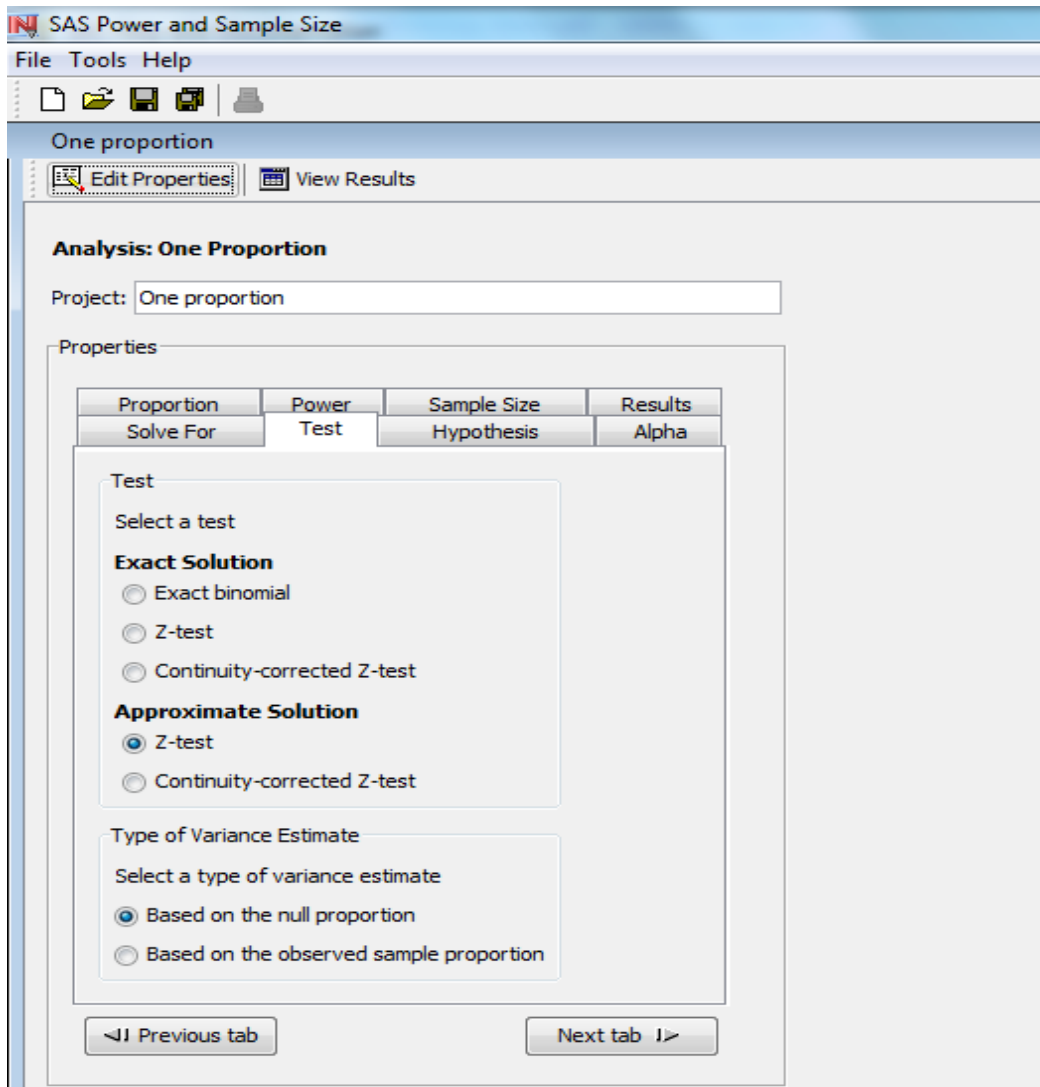 SAS Power and Sample Size
File Tools Help
One proportion
Edit Properties View Results
Analysis: One Proportion
Project: One proportion
Properties
Proportion Power Sample Size Results
Solve For Test Hypothesis Alpha
Test
Select a test
Exact Solution
Exact binomial
Z-test
Continuity-corrected Z-test
Approximate Solution
Z-test
Continuity-corrected Z-test
Type of Variance Estimate
Select a type of variance estimate
Based on the null proportion
Based on the observed sample proportion
Previous tab Next tab